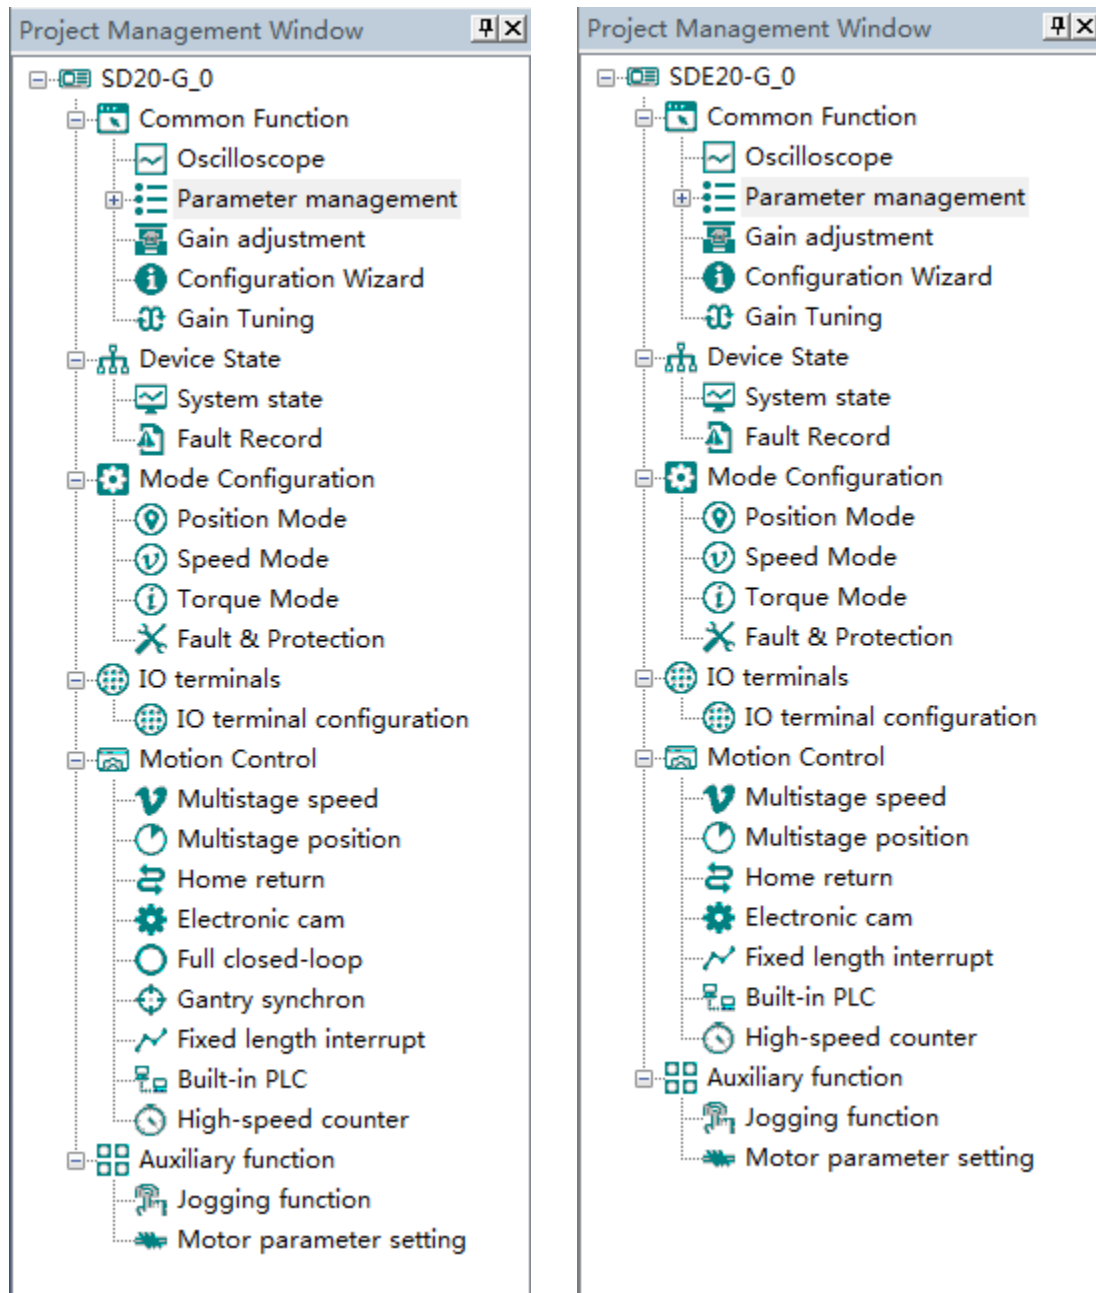 Project Management Window
SD20-G_0
Common Function
Oscilloscope
Parameter management
Gain adjustment
Configuration Wizard
Gain Tuning
Device State
System state
Fault Record
Mode Configuration
Position Mode
Speed Mode
Torque Mode
Fault & Protection
IO terminals
IO terminal configuration
Motion Control
Multistage speed
Multistage position
Home return
Electronic cam
Full closed-loop
Gantry synchron
Fixed length interrupt
Built-in PLC
High-speed counter
Auxiliary function
Jogging function
Motor parameter setting
Project Management Window
SDE20-G_0
Common Function
Oscilloscope
Parameter management
Gain adjustment
Configuration Wizard
Gain Tuning
Device State
System state
Fault Record
Mode Configuration
Position Mode
Speed Mode
Torque Mode
Fault & Protection
IO terminals
IO terminal configuration
Motion Control
Multistage speed
Multistage position
Home return
Electronic cam
Fixed length interrupt
Built-in PLC
High-speed counter
Auxiliary function
Jogging function
Motor parameter setting